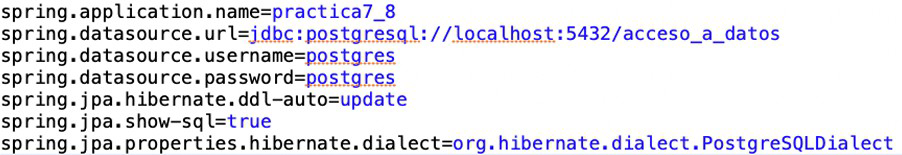 spring.application.name=practica7_8
spring.datasource.url=jdbc:postgresql://localhost:5432/acceso_a_datos
spring.datasource.username=postgres
spring.datasource.password=postgres
spring.jpa.hibernate.ddl-auto=update
spring.jpa.show-sql=true
spring.jpa.properties.hibernate.dialect=org.hibernate.dialect.PostgreSQLDialect